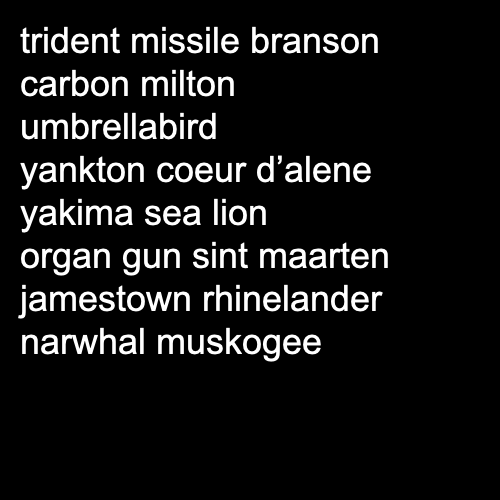 trident missile branson
carbon milton
umbrellabird
yankton coeur d’alene
yakima sea lion
organ gun sint maarten
jamestown rhinelander
narwhal muskogee